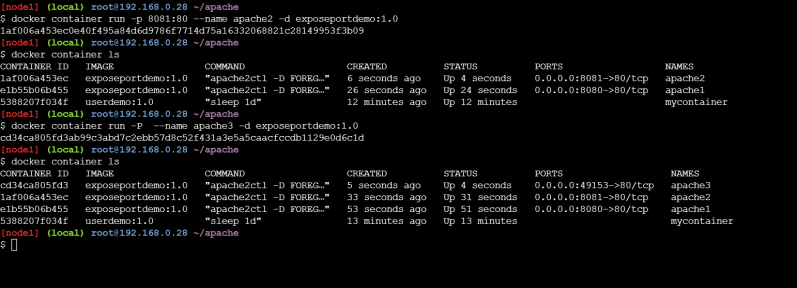 [node1] (local) root@192.168.0.28 ~/apache
$ docker container run -p 8081:80 --name apache2 -d exposeportdemo:1.0
1af006a453ec0e40f495a84d6d9786f7714d75a16332068821c28149953f3b09
[node1] (local) root@192.168.0.28 ~/apache
$ docker container ls
CONTAINER ID IMAGE COMMAND CREATED STATUS PORTS NAMES
1af006a453ec exposeportdemo:1.0 "apache2ctl -D FOREG…" 6 seconds ago Up 4 seconds 0.0.0.0:8081->80/tcp apache2
e1b55b06b455 exposeportdemo:1.0 "apache2ctl -D FOREG…" 26 seconds ago Up 24 seconds 0.0.0.0:8080->80/tcp apache1
5388207f034f userdemo:1.0 "sleep 1d" 12 minutes ago Up 12 minutes mycontainer
[node1] (local) root@192.168.0.28 ~/apache
$ docker container run -P  --name apache3 -d exposeportdemo:1.0
cd34ca805fd3ab99c3abd7c2ebb57d8c52f431a3e5a5caacfccdb1129e0d6c1d
[node1] (local) root@192.168.0.28 ~/apache
$ docker container ls
CONTAINER ID IMAGE COMMAND CREATED STATUS PORTS NAMES
cd34ca805fd3 exposeportdemo:1.0 "apache2ctl -D FOREG…" 5 seconds ago Up 4 seconds 0.0.0.0:49153->80/tcp apache3
1af006a453ec exposeportdemo:1.0 "apache2ctl -D FOREG…" 33 seconds ago Up 31 seconds 0.0.0.0:8081->80/tcp apache2
e1b55b06b455 exposeportdemo:1.0 "apache2ctl -D FOREG…" 53 seconds ago Up 51 seconds 0.0.0.0:8080->80/tcp apache1
5388207f034f userdemo:1.0 "sleep 1d" 13 minutes ago Up 13 minutes mycontainer
[node1] (local) root@192.168.0.28 ~/apache
$